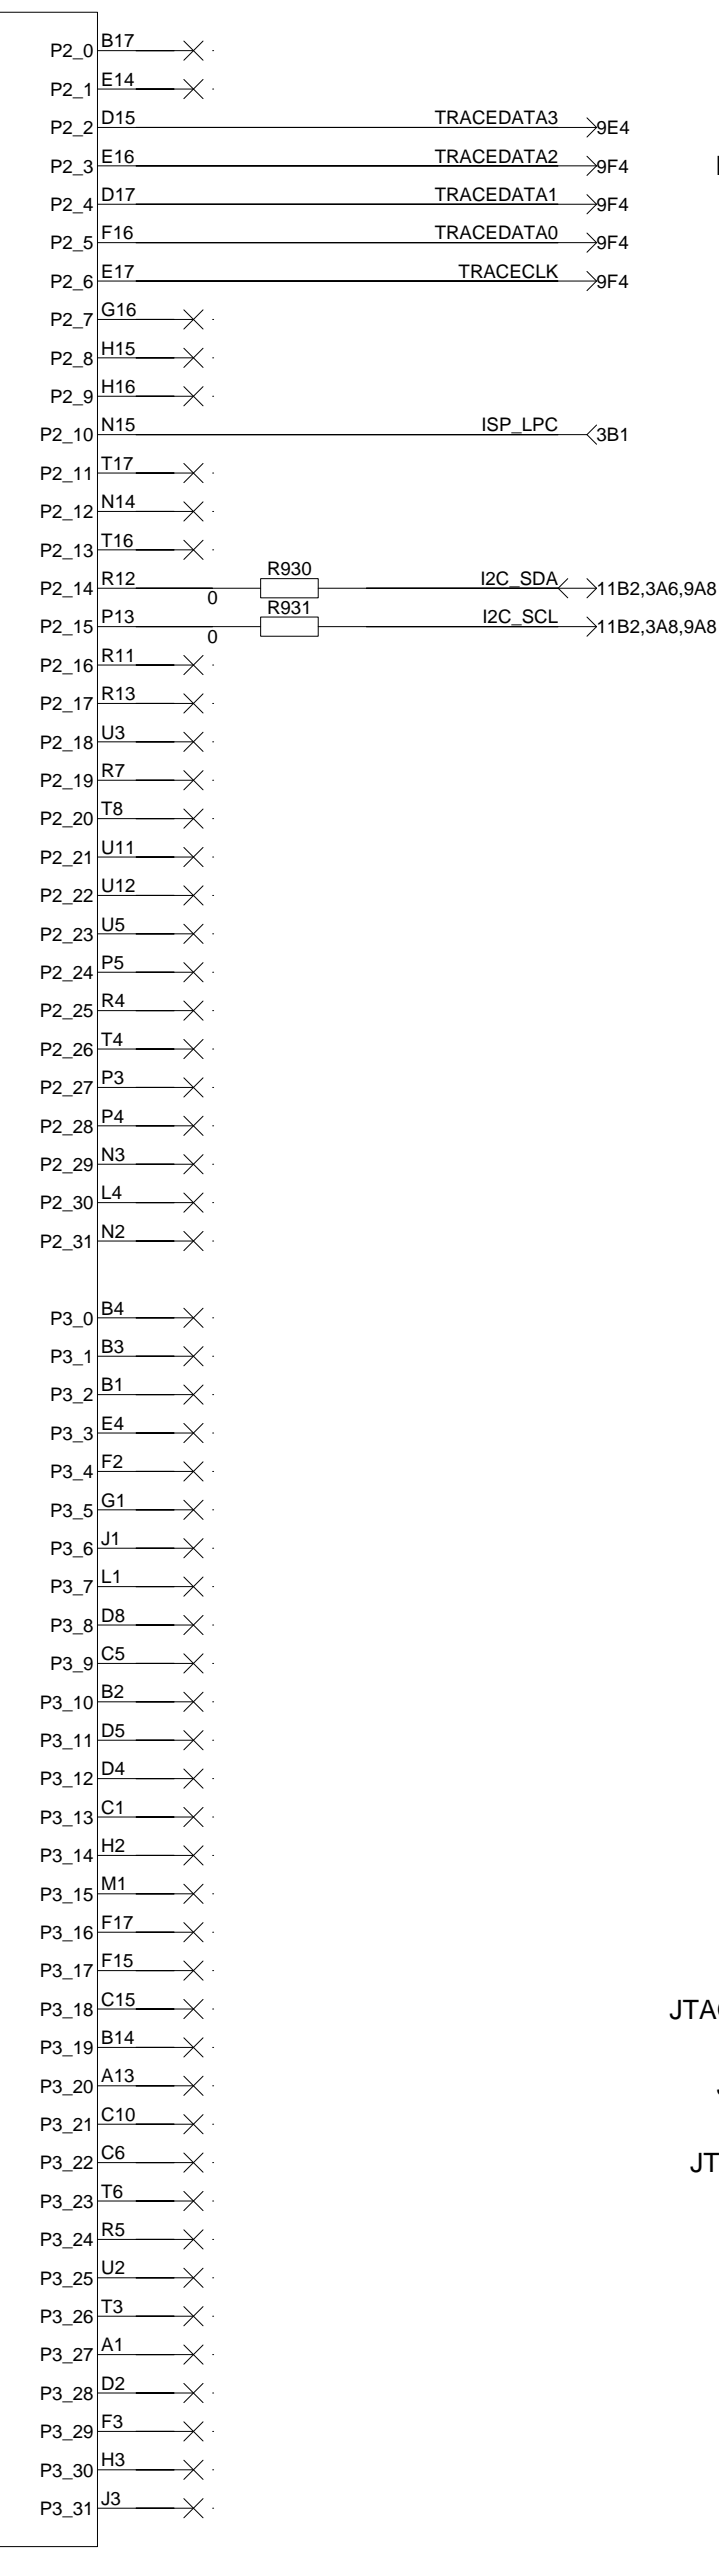 P2_0 B17
P2_1 E14
P2_2 D15 TRACEDATA3 9E4
P2_3 E16 TRACEDATA2 9F4
P2_4 D17 TRACEDATA1 9F4
P2_5 F16 TRACEDATA0 9F4
P2_6 E17 TRACECLK 9F4
P2_7 G16
P2_8 H15
P2_9 H16
P2_10 N15 ISP_LPC 3B1
P2_11 T17
P2_12 N14
P2_13 T16
P2_14 R12 0 R930 I2C_SDA 11B2,3A6,9A8
P2_15 P13 0 R931 I2C_SCL 11B2,3A8,9A8
P2_16 R11
P2_17 R13
P2_18 U3
P2_19 R7
P2_20 T8
P2_21 U11
P2_22 U12
P2_23 U5
P2_24 P5
P2_25 R4
P2_26 T4
P2_27 P3
P2_28 P4
P2_29 N3
P2_30 L4
P2_31 N2
P3_0 B4
P3_1 B3
P3_2 B1
P3_3 E4
P3_4 F2
P3_5 G1
P3_6 J1
P3_7 L1
P3_8 D8
P3_9 C5
P3_10 B2
P3_11 D5
P3_12 D4
P3_13 C1
P3_14 H2
P3_15 M1
P3_16 F17
P3_17 F15
P3_18 C15 JTA
P3_19 B14
P3_20 A13
P3_21 C10
P3_22 C6 JT
P3_23 T6
P3_24 R5
P3_25 U2
P3_26 T3
P3_27 A1
P3_28 D2
P3_29 F3
P3_30 H3
P3_31 J3